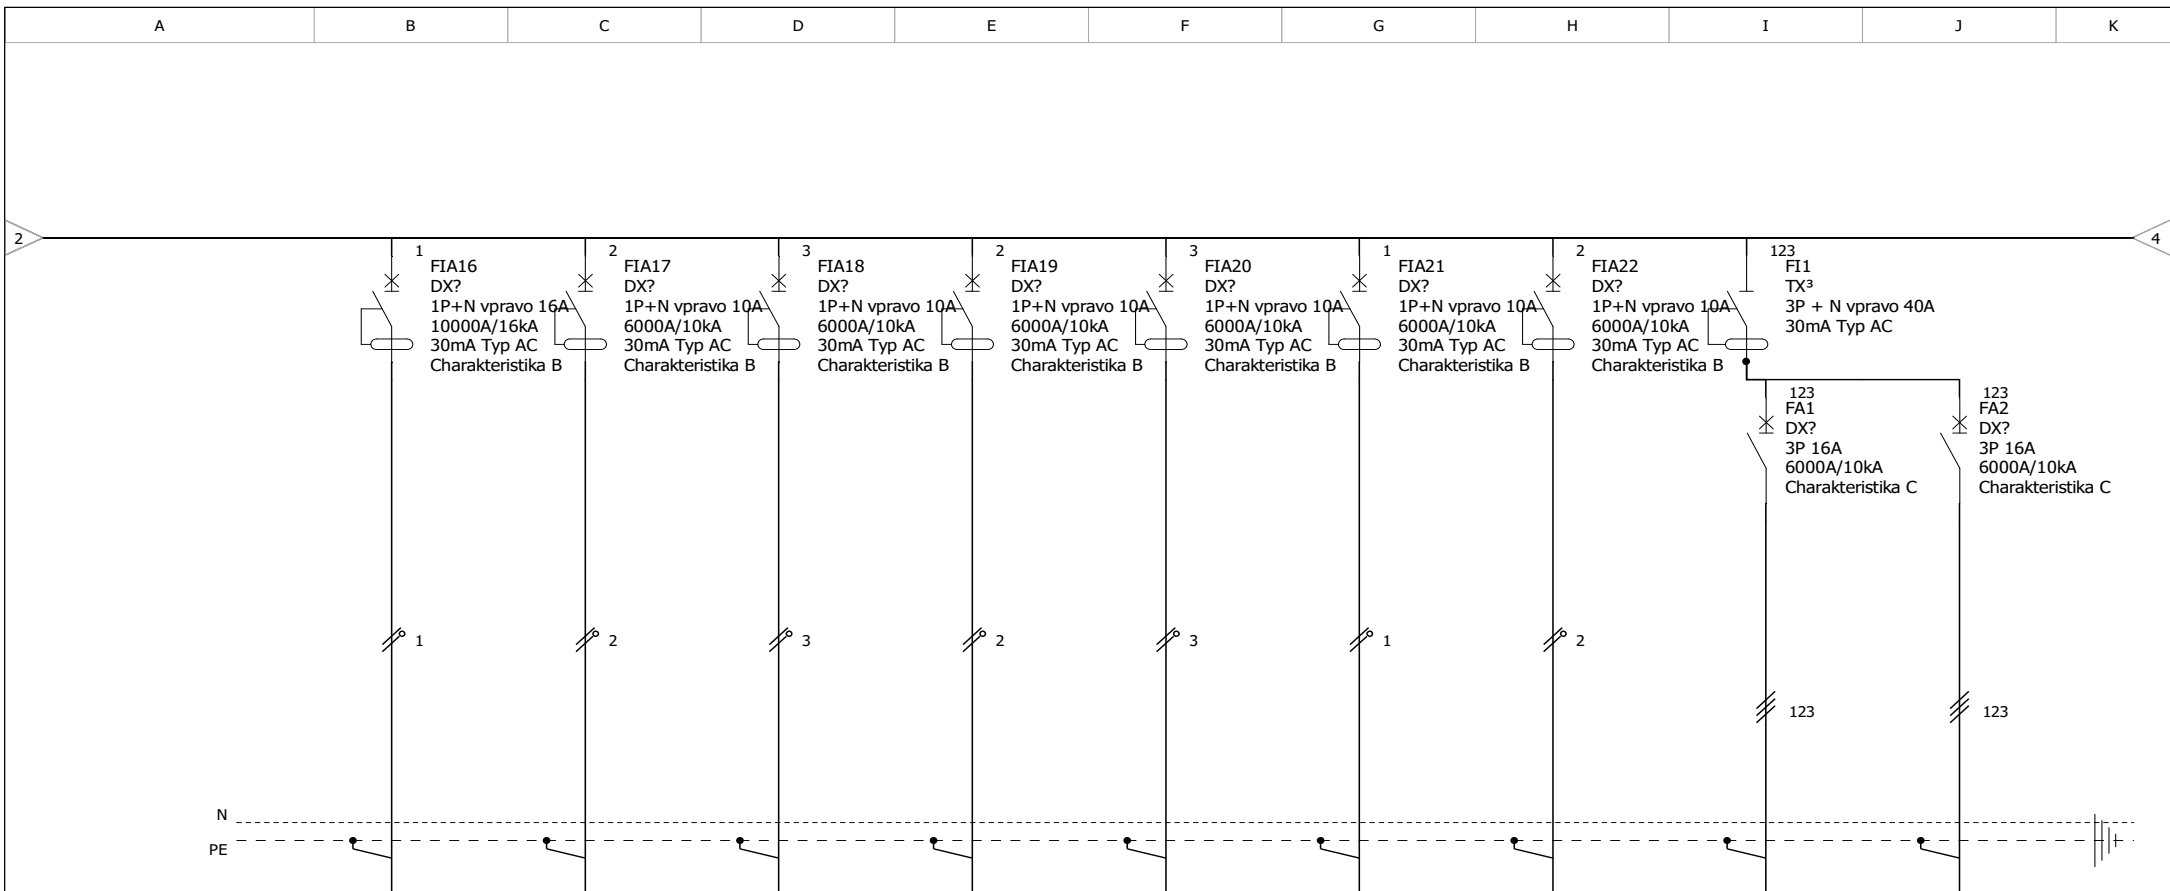 A B C D E F G H I J K
2
4
1
FIA16
DX?
1P+N vpravo 16A
10000A/16kA
30mA Typ AC
Charakteristika B
2
FIA17
DX?
1P+N vpravo 10A
6000A/10kA
30mA Typ AC
Charakteristika B
3
FIA18
DX?
1P+N vpravo 10A
6000A/10kA
30mA Typ AC
Charakteristika B
2
FIA19
DX?
1P+N vpravo 10A
6000A/10kA
30mA Typ AC
Charakteristika B
3
FIA20
DX?
1P+N vpravo 10A
6000A/10kA
30mA Typ AC
Charakteristika B
1
FIA21
DX?
1P+N vpravo 10A
6000A/10kA
30mA Typ AC
Charakteristika B
2
FIA22
DX?
1P+N vpravo 10A
6000A/10kA
30mA Typ AC
Charakteristika B
123
FI1
TX³
3P + N vpravo 40A
30mA Typ AC
123
FA1
DX?
3P 16A
6000A/10kA
Charakteristika C
123
FA2
DX?
3P 16A
6000A/10kA
Charakteristika C
1 2 3 2 3 1 2
123 123
N
PE